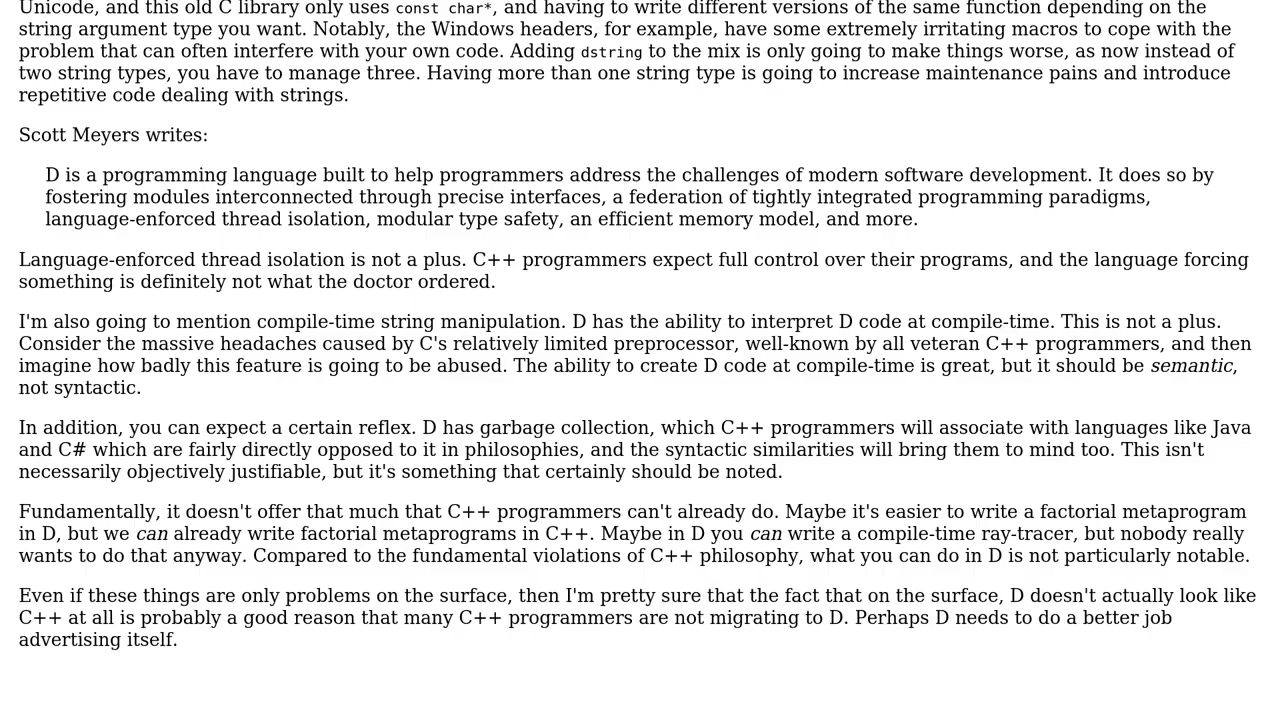 Unicode, and this old C library only uses const char*, and having to write different versions of the same function depending on the
string argument type you want. Notably, the Windows headers, for example, have some extremely irritating macros to cope with the
problem that can often interfere with your own code. Adding dstring to the mix is only going to make things worse, as now instead of
two string types, you have to manage three. Having more than one string type is going to increase maintenance pains and introduce
repetitive code dealing with strings.
Scott Meyers writes:
D is a programming language built to help programmers address the challenges of modern software development. It does so by
fostering modules interconnected through precise interfaces, a federation of tightly integrated programming paradigms,
language-enforced thread isolation, modular type safety, an efficient memory model, and more.
Language-enforced thread isolation is not a plus. C++ programmers expect full control over their programs, and the language forcing
something is definitely not what the doctor ordered.
I'm also going to mention compile-time string manipulation. D has the ability to interpret D code at compile-time. This is not a plus.
Consider the massive headaches caused by C's relatively limited preprocessor, well-known by all veteran C++ programmers, and then
imagine how badly this feature is going to be abused. The ability to create D code at compile-time is great, but it should be semantic,
not syntactic.
In addition, you can expect a certain reflex. D has garbage collection, which C++ programmers will associate with languages like Java
and C# which are fairly directly opposed to it in philosophies, and the syntactic similarities will bring them to mind too. This isn't
necessarily objectively justifiable, but it's something that certainly should be noted.
Fundamentally, it doesn't offer that much that C++ programmers can't already do. Maybe it's easier to write a factorial metaprogram
in D, but we can already write factorial metaprograms in C++. Maybe in D you can write a compile-time ray-tracer, but nobody really
wants to do that anyway. Compared to the fundamental violations of C++ philosophy, what you can do in D is not particularly notable.
Even if these things are only problems on the surface, then I'm pretty sure that the fact that on the surface, D doesn't actually look like
C++ at all is probably a good reason that many C++ programmers are not migrating to D. Perhaps D needs to do a better job
advertising itself.